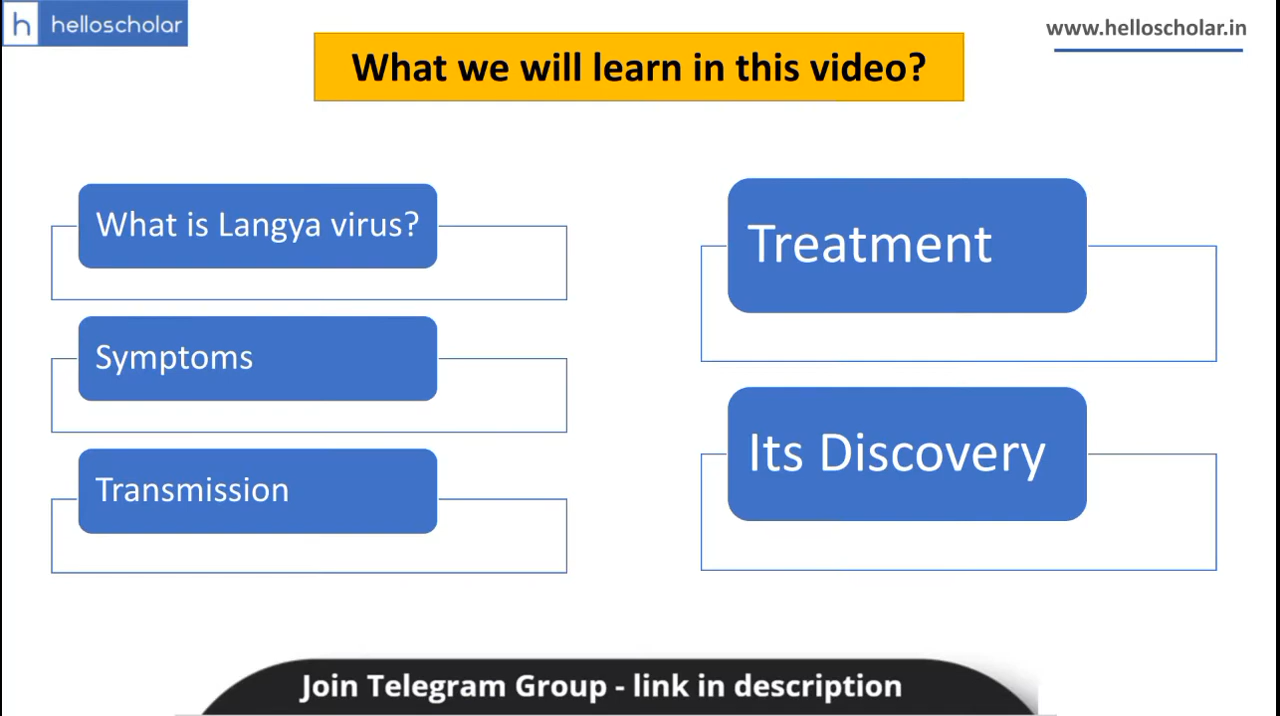 h helloscholar
www.helloscholar.in
What we will learn in this video?
What is Langya virus?
Symptoms
Transmission
Treatment
Its Discovery
Join Telegram Group - link in description